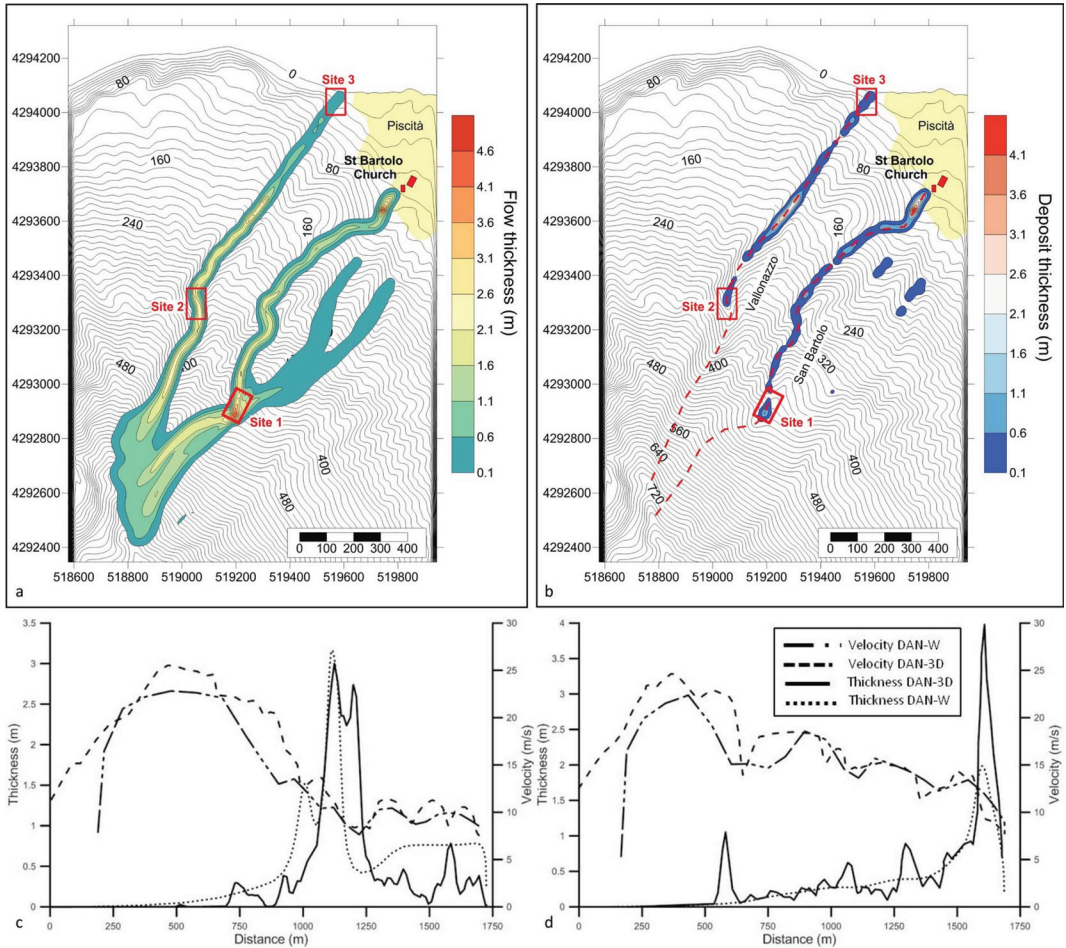 4294200
4294000
4293800
4293600
4293400
4293200
4293000
4292800
4292600
4292400
518600 518800 519000 519200 519400 519600 519800
80
0
Site 3
Piscità
160
St Bartolo
Church
80
240
160
Site 2
480
400
Site 1
400
480
0 100 200 300 400
a
4.6
4.1
3.6
3.1
2.6
2.1
1.6
1.1
0.6
0.1
Flow thickness (m)
4294200
4294000
4293800
4293600
4293400
4293200
4293000
4292800
4292600
4292400
518600 518800 519000 519200 519400 519600 519800
80
0
Site 3
Piscità
160
St Bartolo
Church
80
240
160
Vallonazzo
Site 2
240
San Bartolo
320
480
400
Site 1
560
640
400
720
480
0 100 200 300 400
b
4.1
3.6
3.1
2.6
2.1
1.6
1.1
0.6
0.1
Deposit thickness (m)
3.5
3
2.5
2
1.5
1
0.5
0
Thickness (m)
30
25
20
15
10
5
0
Velocity (m/s)
0 250 500 750 1000 1250 1500 1750
Distance (m)
c
4
3
2
1
0
Thickness (m)
30
25
20
15
10
5
0
Velocity (m/s)
0 250 500 750 1000 1250 1500 1750
Distance (m)
d
Velocity DAN-W
Velocity DAN-3D
Thickness DAN-3D
Thickness DAN-W